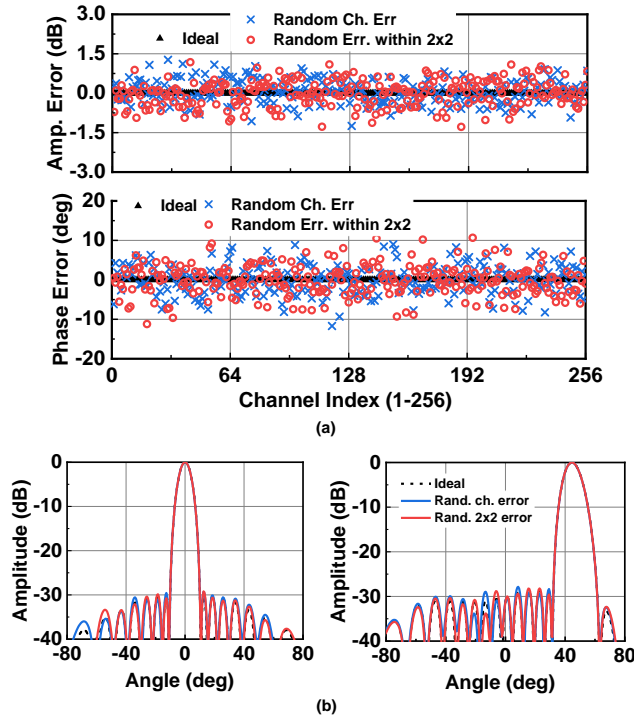 3.0
1.5
0.0
-1.5
-3.0
Amp. Error (dB)
Ideal
Random Ch. Err
Random Err. within 2x2
20
10
0
-10
-20
Phase Error (deg)
Ideal
Random Ch. Err
Random Err. within 2x2
0
64
128
192
256
Channel Index (1-256)
(a)
0
-10
-20
-30
-40
Amplitude (dB)
-80
-40
0
40
80
Angle (deg)
0
-10
-20
-30
-40
Amplitude (dB)
Ideal
Rand. ch. error
Rand. 2x2 error
-80
-40
0
40
80
Angle (deg)
(b)